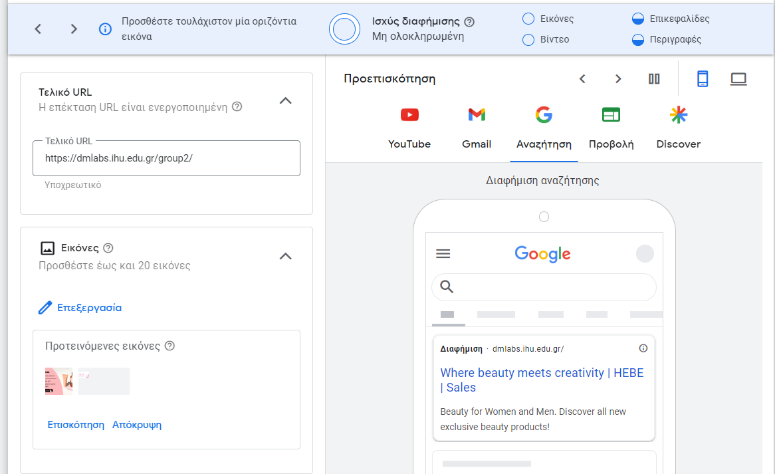 Προσθέστε τουλάχιστον μία οριζόντια
εικόνα
Ισχύς διαφήμισης
Μη ολοκληρωμένη
Εικόνες
Βίντεο
Επικεφαλίδες
Περιγραφές
Τελικό URL
Η επέκταση URL είναι ενεργοποιημένη
Τελικό URL
https://dmlabs.ihu.edu.gr/group2/
Υποχρεωτικό
Εικόνες
Προσθέστε έως και 20 εικόνες
Επεξεργασία
Προτεινόμενες εικόνες
Επισκόπηση Απόκρυψη
Προεπισκόπηση
YouTube
Gmail
Αναζήτηση
Προβολή
Discover
Διαφήμιση αναζήτησης
Google
Διαφήμιση · dmlabs.ihu.edu.gr/
Where beauty meets creativity | HEBE
| Sales
Beauty for Women and Men. Discover all new
exclusive beauty products!